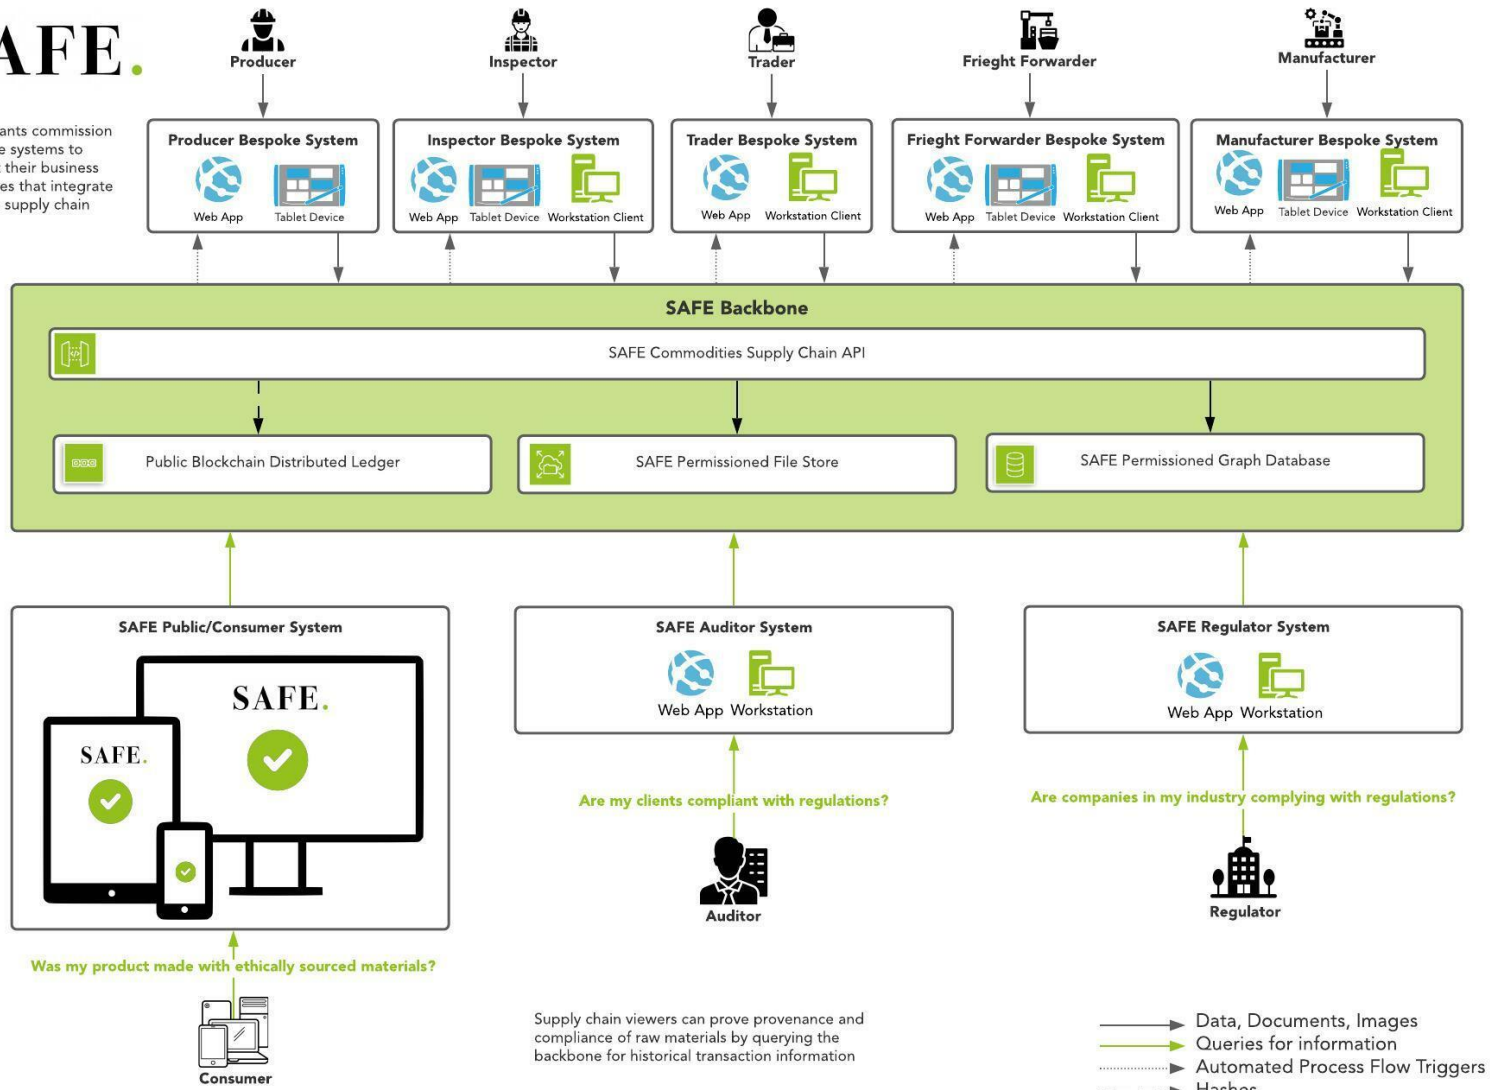 AFE.
Producer
Inspector
Trader
Frieght Forwarder
Manufacturer
ants commission
e systems to
t their business
es that integrate
supply chain
Producer Bespoke System
Web App
Tablet Device
Inspector Bespoke System
Web App
Tablet Device
Workstation Client
Trader Bespoke System
Web App
Workstation Client
Frieght Forwarder Bespoke System
Web App
Tablet Device
Workstation Client
Manufacturer Bespoke System
Web App
Tablet Device
Workstation Client
SAFE Backbone
SAFE Commodities Supply Chain API
Public Blockchain Distributed Ledger
SAFE Permissioned File Store
SAFE Permissioned Graph Database
SAFE Public/Consumer System
SAFE.
SAFE.
SAFE Auditor System
Web App Workstation
SAFE Regulator System
Web App Workstation
Are my clients compliant with regulations?
Are companies in my industry complying with regulations?
Auditor
Regulator
Was my product made with ethically sourced materials?
Consumer
Supply chain viewers can prove provenance and
compliance of raw materials by querying the
backbone for historical transaction information
Data, Documents, Images
Queries for information
Automated Process Flow Triggers
Hashes